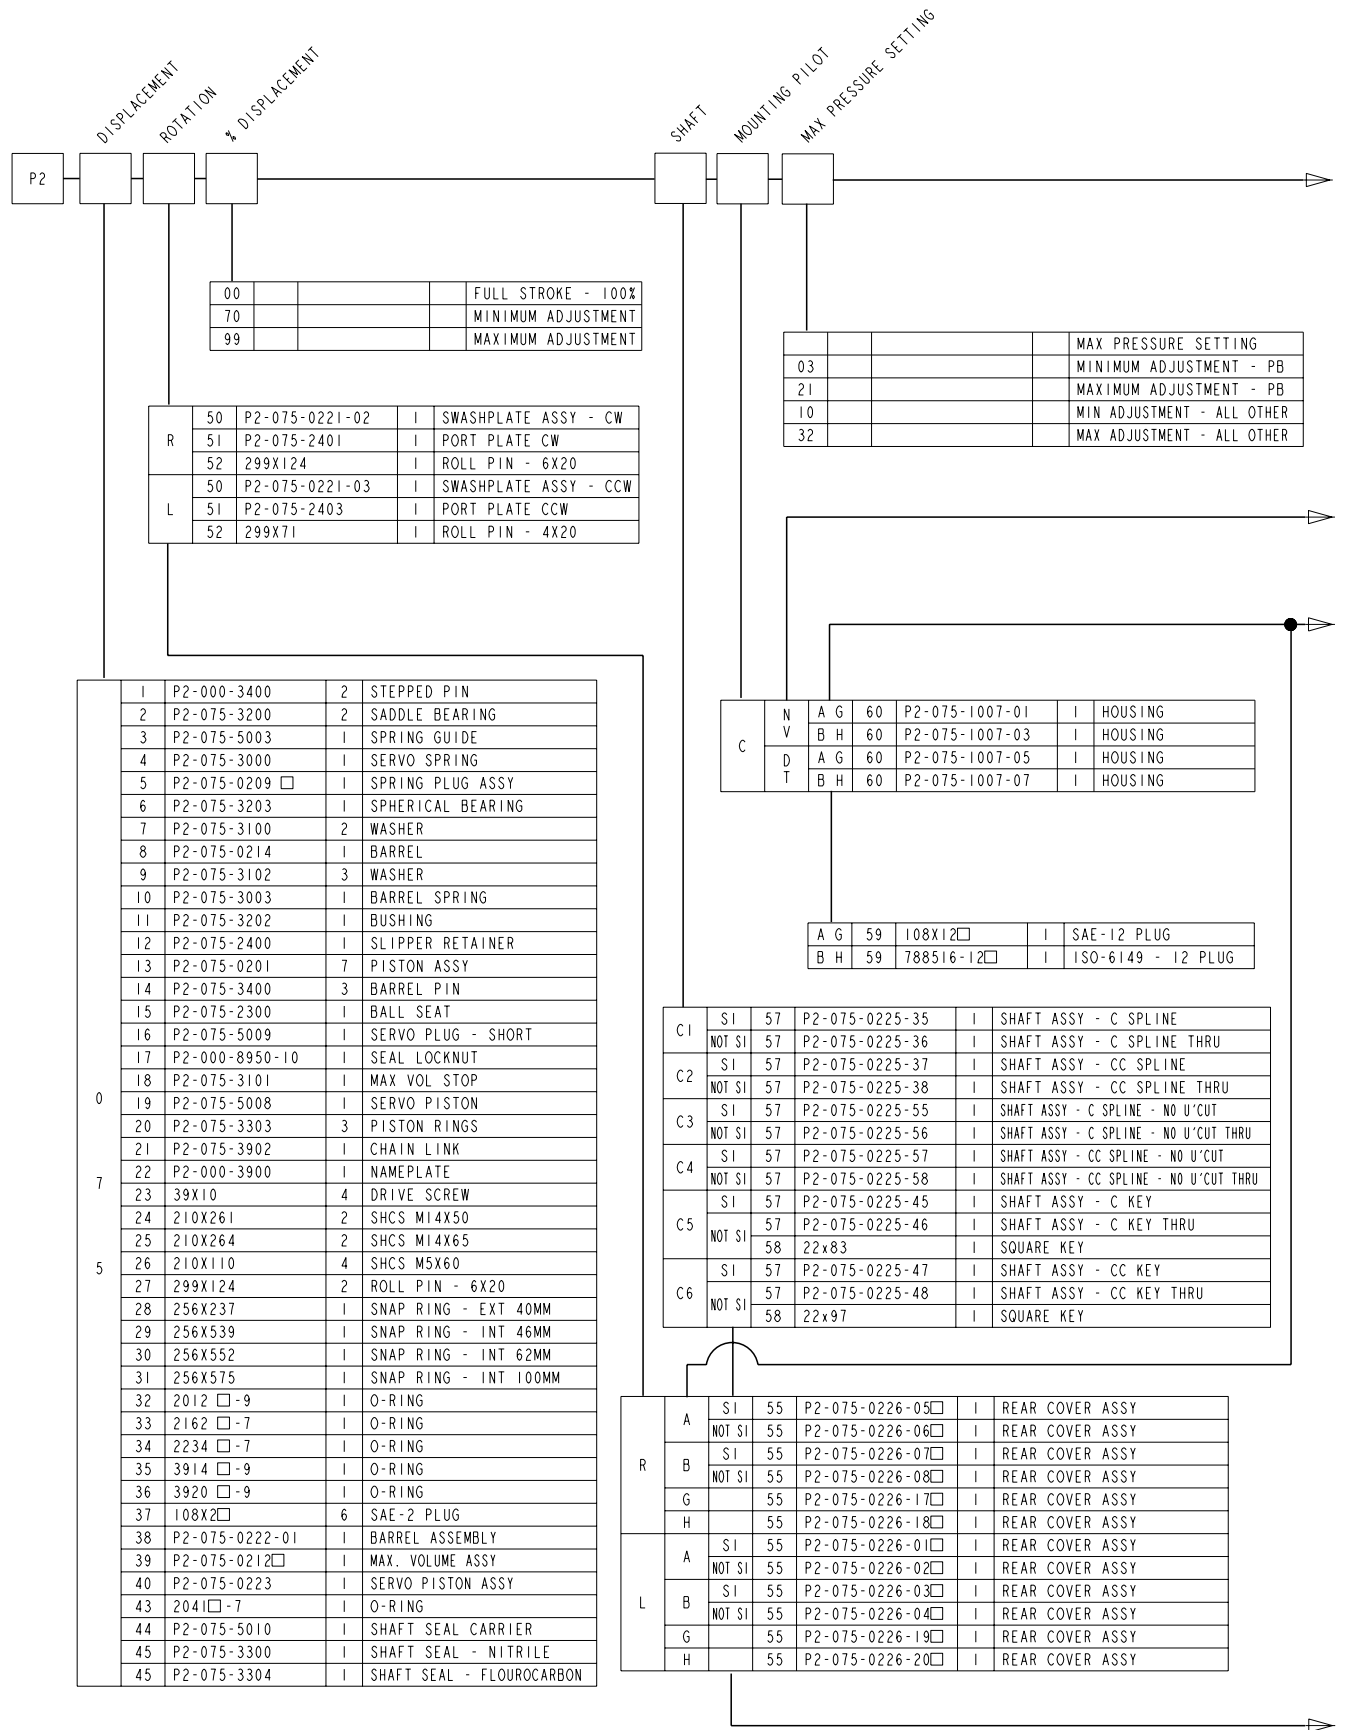 DISPLACEMENT
ROTATION
% DISPLACEMENT
SHAFT
MOUNTING PILOT
MAX PRESSURE SETTING
P2
00 FULL STROKE - 100%
70 MINIMUM ADJUSTMENT
99 MAXIMUM ADJUSTMENT
MAX PRESSURE SETTING
03 MINIMUM ADJUSTMENT - PB
21 MAXIMUM ADJUSTMENT - PB
10 MIN ADJUSTMENT - ALL OTHER
32 MAX ADJUSTMENT - ALL OTHER
R
50 P2-075-0221-02 1 SWASHPLATE ASSY - CW
51 P2-075-2401 1 PORT PLATE CW
52 299X124 1 ROLL PIN - 6X20
L
50 P2-075-0221-03 1 SWASHPLATE ASSY - CCW
51 P2-075-2403 1 PORT PLATE CCW
52 299X71 1 ROLL PIN - 4X20
0
7
5
1 P2-000-3400 2 STEPPED PIN
2 P2-075-3200 2 SADDLE BEARING
3 P2-075-5003 1 SPRING GUIDE
4 P2-075-3000 1 SERVO SPRING
5 P2-075-0209 □ 1 SPRING PLUG ASSY
6 P2-075-3203 1 SPHERICAL BEARING
7 P2-075-3100 2 WASHER
8 P2-075-0214 1 BARREL
9 P2-075-3102 3 WASHER
10 P2-075-3003 1 BARREL SPRING
11 P2-075-3202 1 BUSHING
12 P2-075-2400 1 SLIPPER RETAINER
13 P2-075-0201 7 PISTON ASSY
14 P2-075-3400 3 BARREL PIN
15 P2-075-2300 1 BALL SEAT
16 P2-075-5009 1 SERVO PLUG - SHORT
17 P2-000-8950-10 1 SEAL LOCKNUT
18 P2-075-3101 1 MAX VOL STOP
19 P2-075-5008 1 SERVO PISTON
20 P2-075-3303 3 PISTON RINGS
21 P2-075-3902 1 CHAIN LINK
22 P2-000-3900 1 NAMEPLATE
23 39X10 4 DRIVE SCREW
24 210X261 2 SHCS M14X50
25 210X264 2 SHCS M14X65
26 210X110 4 SHCS M5X60
27 299X124 2 ROLL PIN - 6X20
28 256X237 1 SNAP RING - EXT 40MM
29 256X539 1 SNAP RING - INT 46MM
30 256X552 1 SNAP RING - INT 62MM
31 256X575 1 SNAP RING - INT 100MM
32 2012 □ -9 1 O-RING
33 2162 □ -7 1 O-RING
34 2234 □ -7 1 O-RING
35 3914 □ -9 1 O-RING
36 3920 □ -9 1 O-RING
37 108X2□ 6 SAE-2 PLUG
38 P2-075-0222-01 1 BARREL ASSEMBLY
39 P2-075-0212□ 1 MAX. VOLUME ASSY
40 P2-075-0223 1 SERVO PISTON ASSY
43 2041□ -7 1 O-RING
44 P2-075-5010 1 SHAFT SEAL CARRIER
45 P2-075-3300 1 SHAFT SEAL - NITRILE
45 P2-075-3304 1 SHAFT SEAL - FLOUROCARBON
C
N V
A G 60 P2-075-1007-01 1 HOUSING
B H 60 P2-075-1007-03 1 HOUSING
D T
A G 60 P2-075-1007-05 1 HOUSING
B H 60 P2-075-1007-07 1 HOUSING
A G 59 108X12□ 1 SAE-12 PLUG
B H 59 788516-12□ 1 ISO-6149 - 12 PLUG
C1
S1 57 P2-075-0225-35 1 SHAFT ASSY - C SPLINE
NOT S1 57 P2-075-0225-36 1 SHAFT ASSY - C SPLINE THRU
C2
S1 57 P2-075-0225-37 1 SHAFT ASSY - CC SPLINE
NOT S1 57 P2-075-0225-38 1 SHAFT ASSY - CC SPLINE THRU
C3
S1 57 P2-075-0225-55 1 SHAFT ASSY - C SPLINE - NO U'CUT
NOT S1 57 P2-075-0225-56 1 SHAFT ASSY - C SPLINE - NO U'CUT THRU
C4
S1 57 P2-075-0225-57 1 SHAFT ASSY - CC SPLINE - NO U'CUT
NOT S1 57 P2-075-0225-58 1 SHAFT ASSY - CC SPLINE - NO U'CUT THRU
C5
S1 57 P2-075-0225-45 1 SHAFT ASSY - C KEY
NOT S1 57 P2-075-0225-46 1 SHAFT ASSY - C KEY THRU
58 22x83 1 SQUARE KEY
C6
S1 57 P2-075-0225-47 1 SHAFT ASSY - CC KEY
NOT S1 57 P2-075-0225-48 1 SHAFT ASSY - CC KEY THRU
58 22x97 1 SQUARE KEY
R
A
S1 55 P2-075-0226-05□ 1 REAR COVER ASSY
NOT S1 55 P2-075-0226-06□ 1 REAR COVER ASSY
B
S1 55 P2-075-0226-07□ 1 REAR COVER ASSY
NOT S1 55 P2-075-0226-08□ 1 REAR COVER ASSY
G 55 P2-075-0226-17□ 1 REAR COVER ASSY
H 55 P2-075-0226-18□ 1 REAR COVER ASSY
L
A
S1 55 P2-075-0226-01□ 1 REAR COVER ASSY
NOT S1 55 P2-075-0226-02□ 1 REAR COVER ASSY
B
S1 55 P2-075-0226-03□ 1 REAR COVER ASSY
NOT S1 55 P2-075-0226-04□ 1 REAR COVER ASSY
G 55 P2-075-0226-19□ 1 REAR COVER ASSY
H 55 P2-075-0226-20□ 1 REAR COVER ASSY